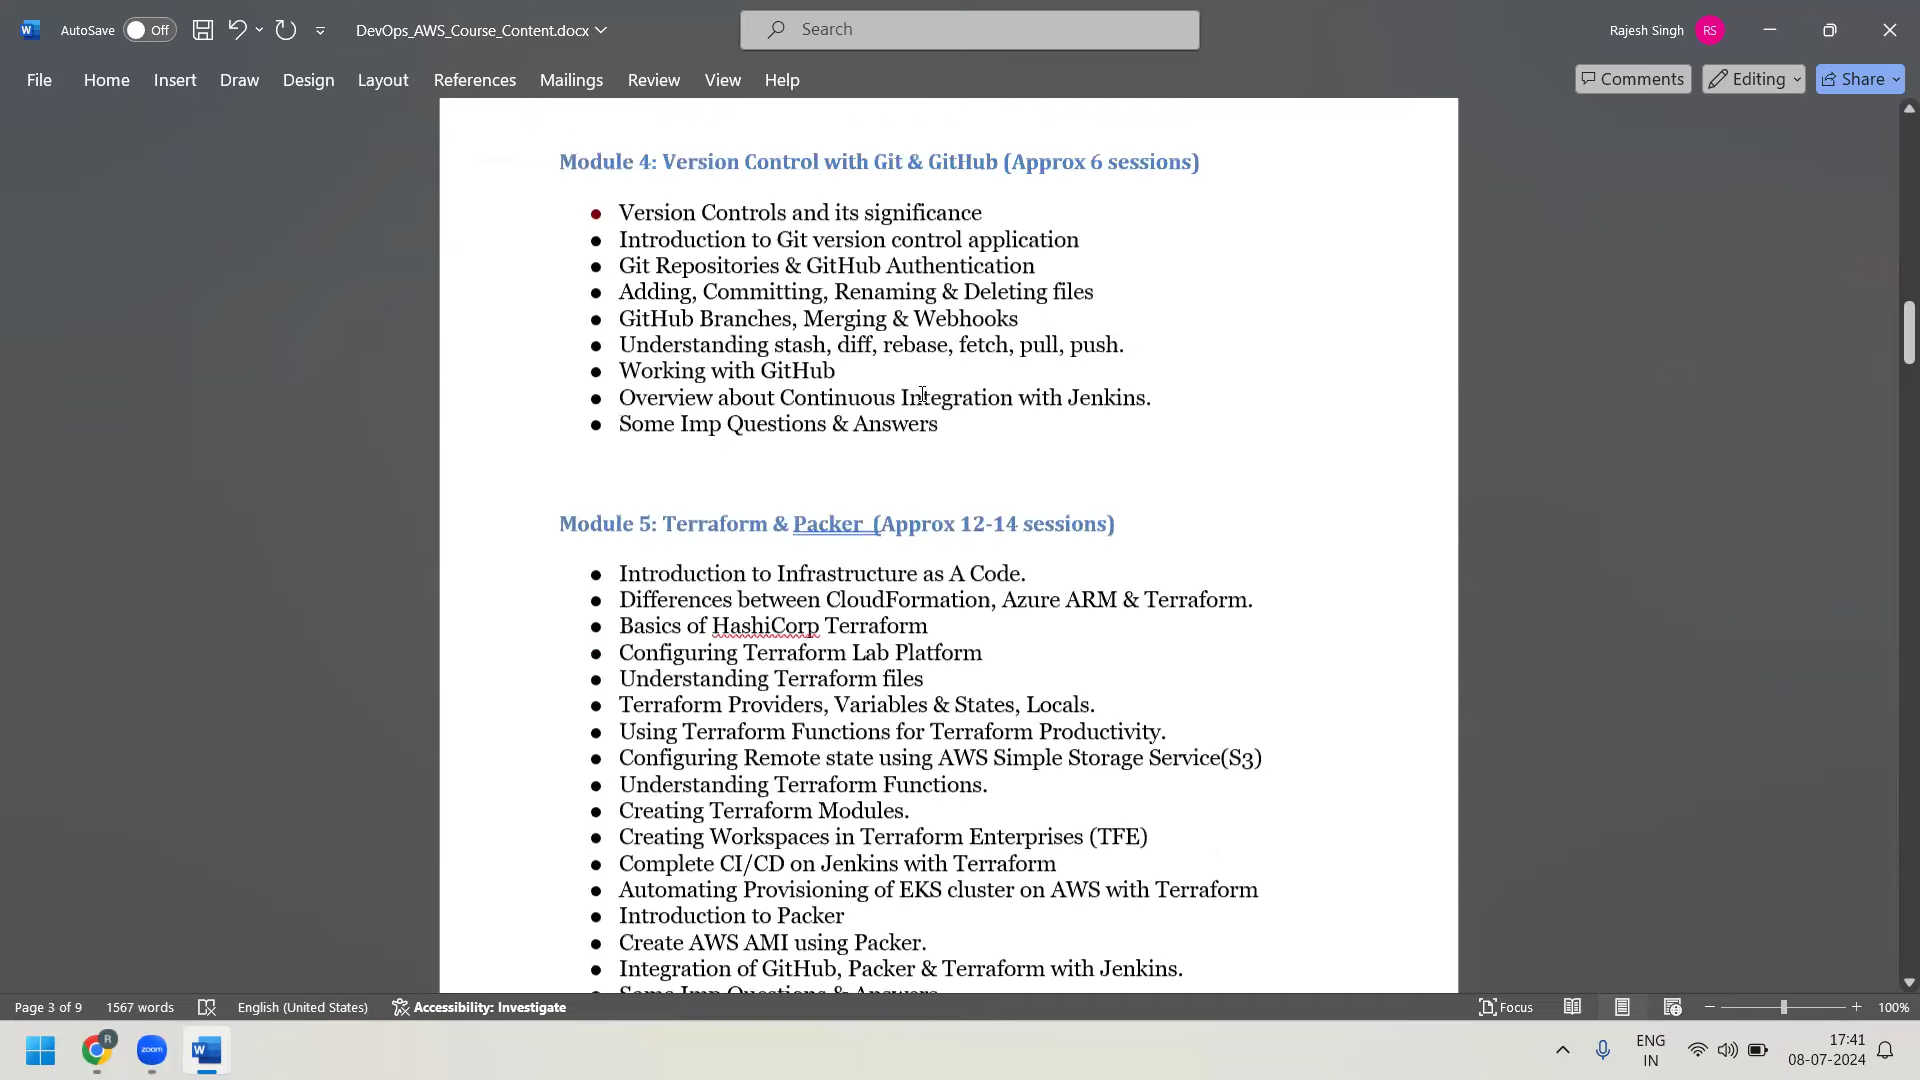 AutoSave Off DevOps_AWS_Course_Content.docx Search Rajesh Singh RS
File Home Insert Draw Design Layout References Mailings Review View Help Comments Editing Share
Module 4: Version Control with Git & GitHub (Approx 6 sessions)
● Version Controls and its significance
● Introduction to Git version control application
● Git Repositories & GitHub Authentication
● Adding, Committing, Renaming & Deleting files
● GitHub Branches, Merging & Webhooks
● Understanding stash, diff, rebase, fetch, pull, push.
● Working with GitHub
● Overview about Continuous Integration with Jenkins.
● Some Imp Questions & Answers
Module 5: Terraform & Packer (Approx 12-14 sessions)
● Introduction to Infrastructure as A Code.
● Differences between CloudFormation, Azure ARM & Terraform.
● Basics of HashiCorp Terraform
● Configuring Terraform Lab Platform
● Understanding Terraform files
● Terraform Providers, Variables & States, Locals.
● Using Terraform Functions for Terraform Productivity.
● Configuring Remote state using AWS Simple Storage Service(S3)
● Understanding Terraform Functions.
● Creating Terraform Modules.
● Creating Workspaces in Terraform Enterprises (TFE)
● Complete CI/CD on Jenkins with Terraform
● Automating Provisioning of EKS cluster on AWS with Terraform
● Introduction to Packer
● Create AWS AMI using Packer.
● Integration of GitHub, Packer & Terraform with Jenkins.
● Some Imp Questions & Answers
Page 3 of 9 1567 words English (United States) Accessibility: Investigate Focus 100%
R zoom W ENG IN 17:41 08-07-2024